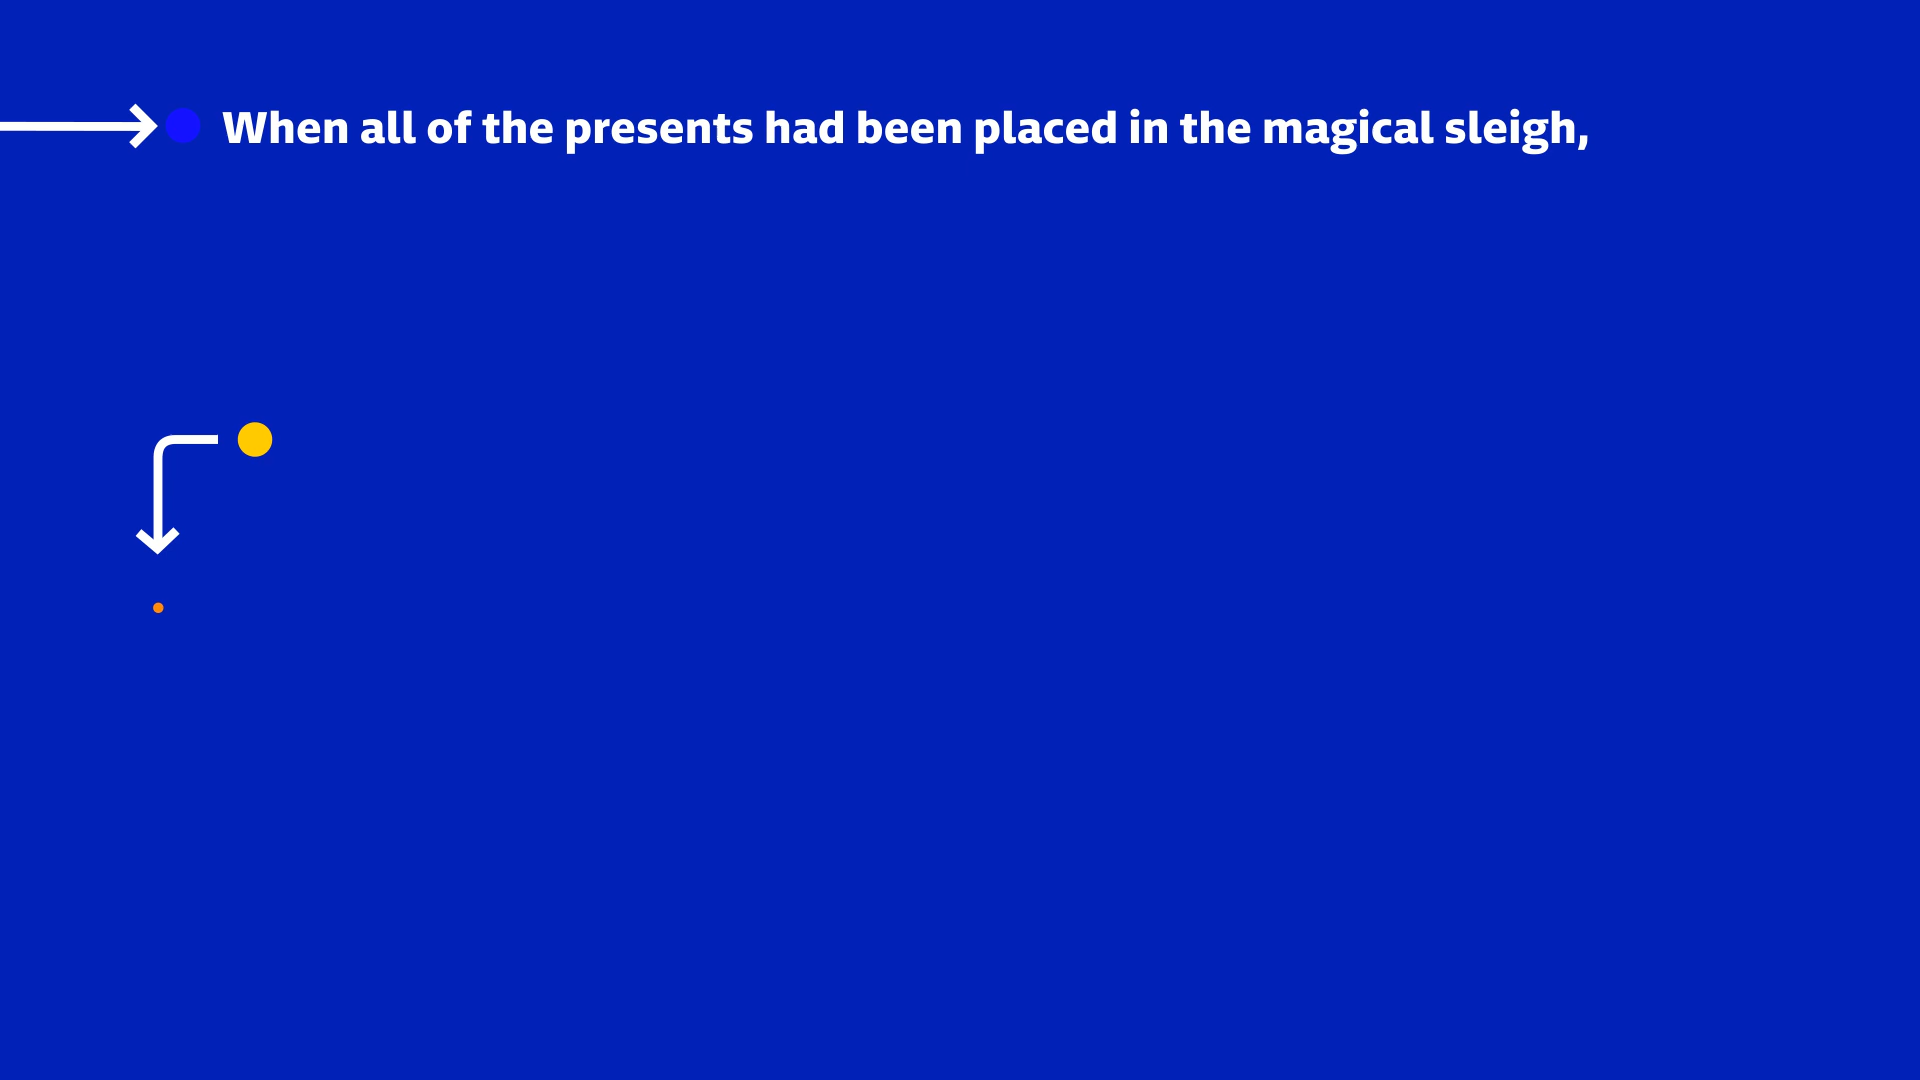 When all of the presents had been placed in the magical sleigh,